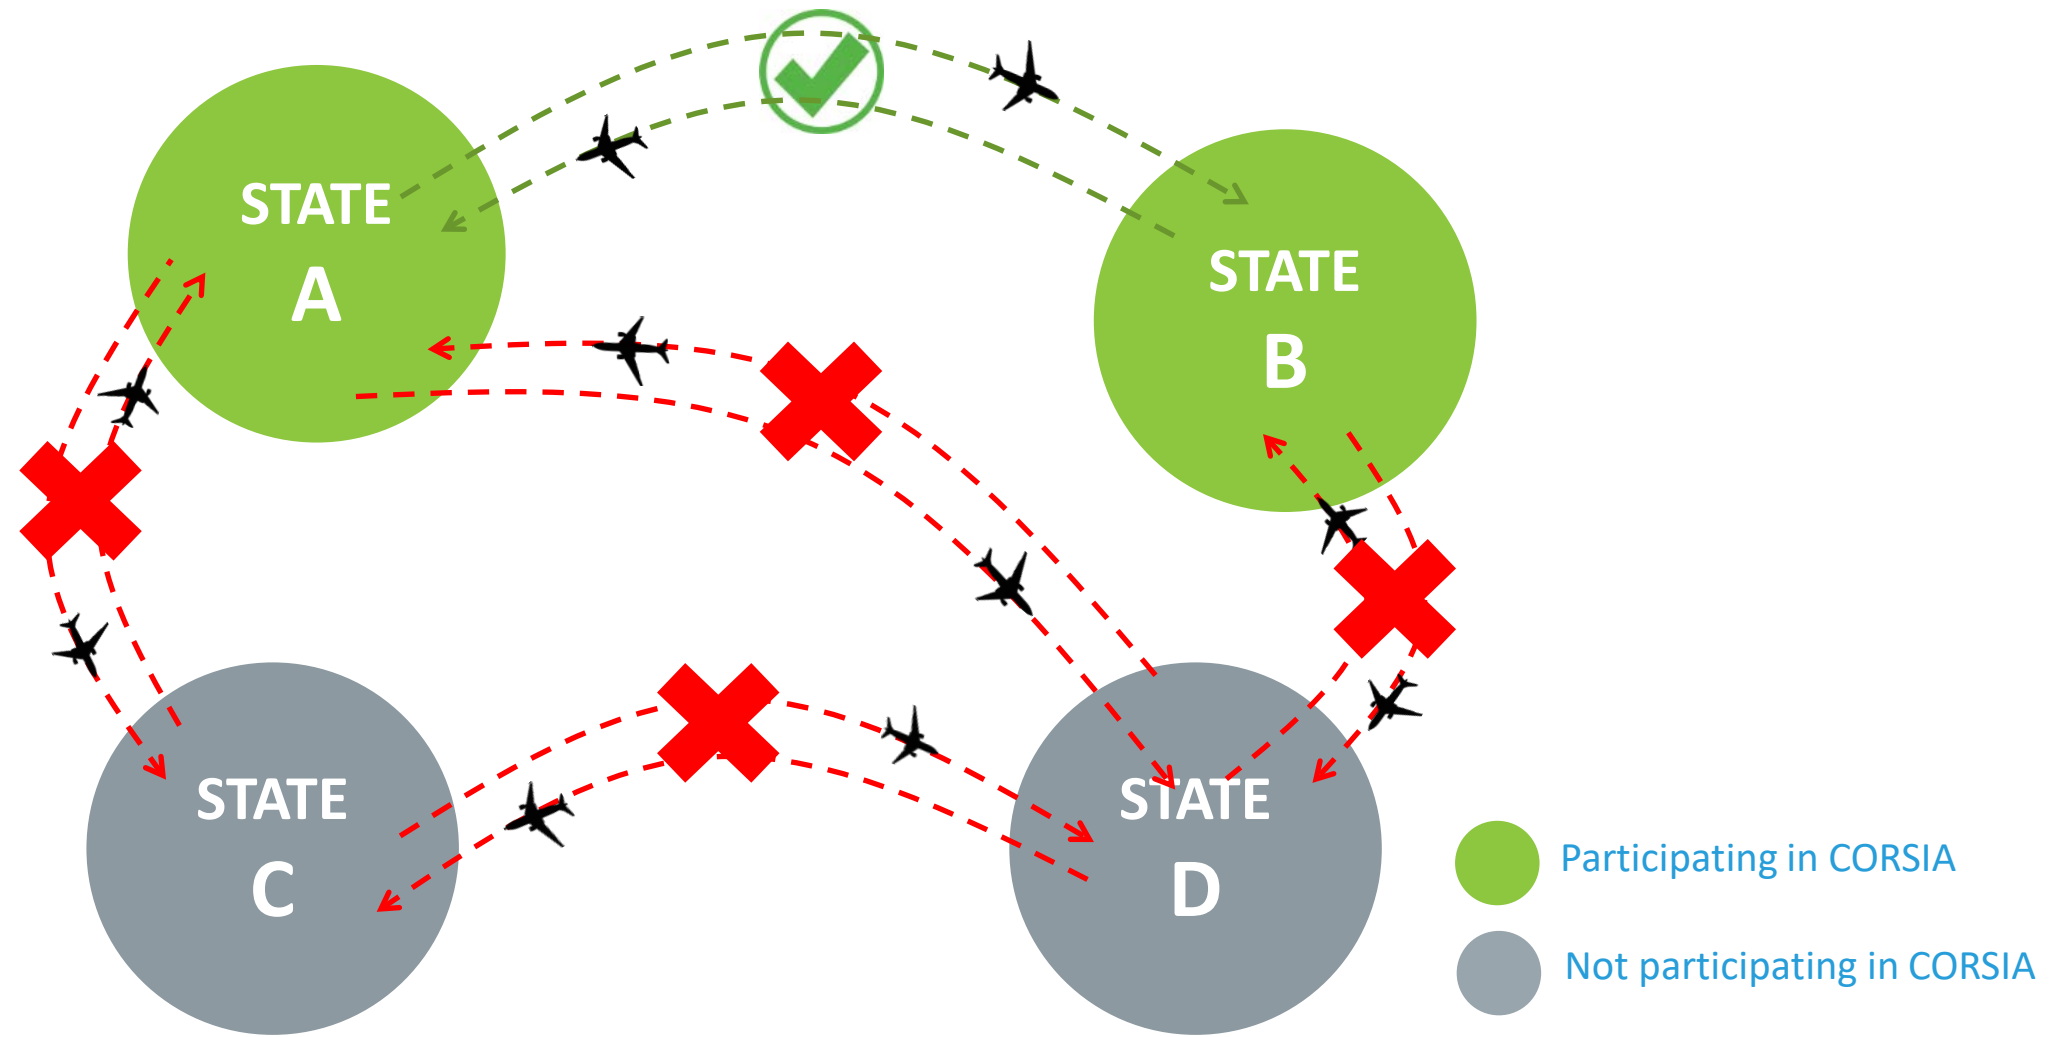 STATE
A
STATE
B
STATE
C
STATE
D
Participating in CORSIA
Not participating in CORSIA